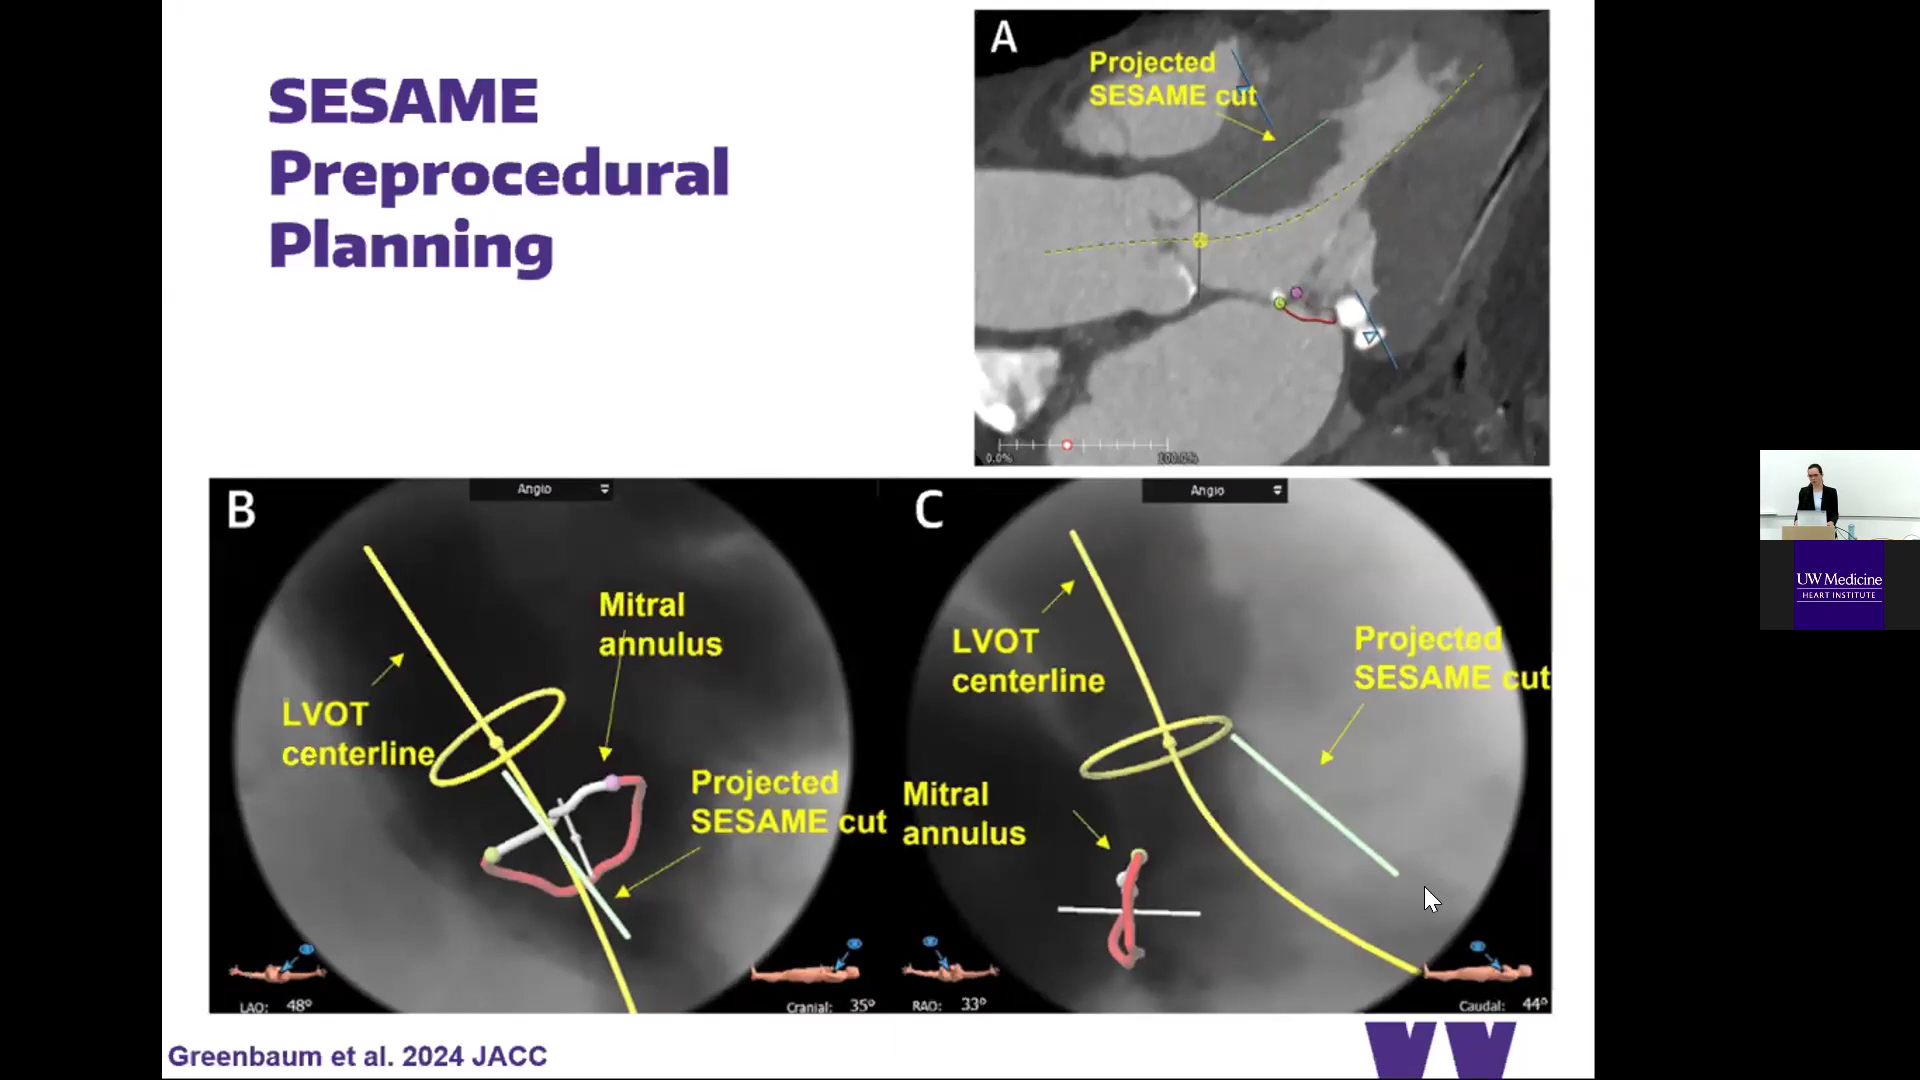 SESAME
Preprocedural
Planning
A
Projected
SESAME cut
0.0%
100.0%
B
Angio
Mitral
annulus
LVOT
centerline
Projected
SESAME cut
LAO: 48°
Cranial: 35°
C
Angio
LVOT
centerline
Projected
SESAME cut
Mitral
annulus
RAO: 33°
Caudal: 44°
Greenbaum et al. 2024 JACC
W
UW Medicine
HEART INSTITUTE